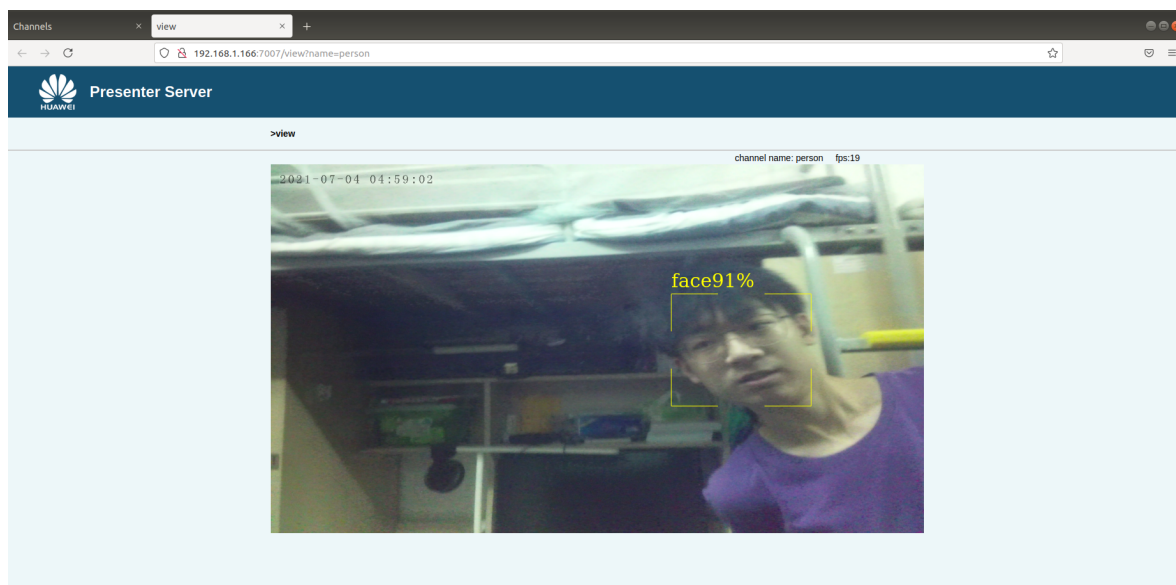 Channels
view
192.168.1.166:7007/view?name=person
HUAWEI
Presenter Server
>view
channel name: person fps:19
2021-07-04 04:59:02
face91%